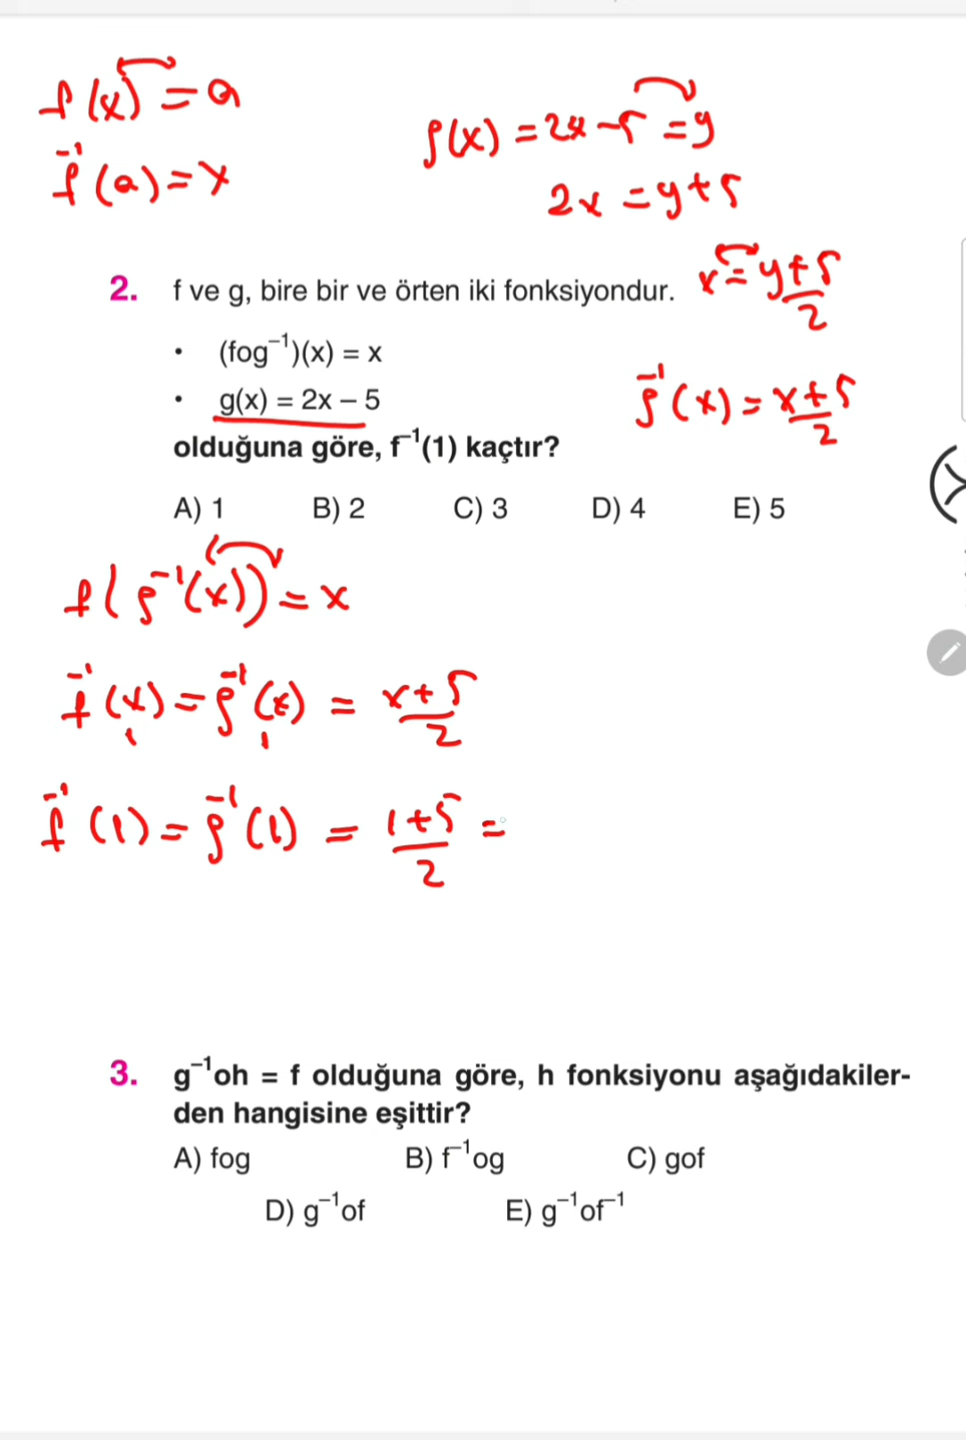 f(x) = a
f⁻¹(a) = x
g(x) = 2x - 5 = y
2x = y + 5
x = y + 5 / 2
g⁻¹(x) = x + 5 / 2
2. f ve g, bire bir ve örten iki fonksiyondur.
• (fog⁻¹)(x) = x
• g(x) = 2x – 5
olduğuna göre, f⁻¹(1) kaçtır?
A) 1 B) 2 C) 3 D) 4 E) 5
f(g⁻¹(x)) = x
f⁻¹(x) = g⁻¹(x) = x + 5 / 2
1 1
f⁻¹(1) = g⁻¹(1) = 1 + 5 / 2 =
3. g⁻¹oh = f olduğuna göre, h fonksiyonu aşağıdakiler-
den hangisine eşittir?
A) fog B) f⁻¹og C) gof
D) g⁻¹of E) g⁻¹of⁻¹